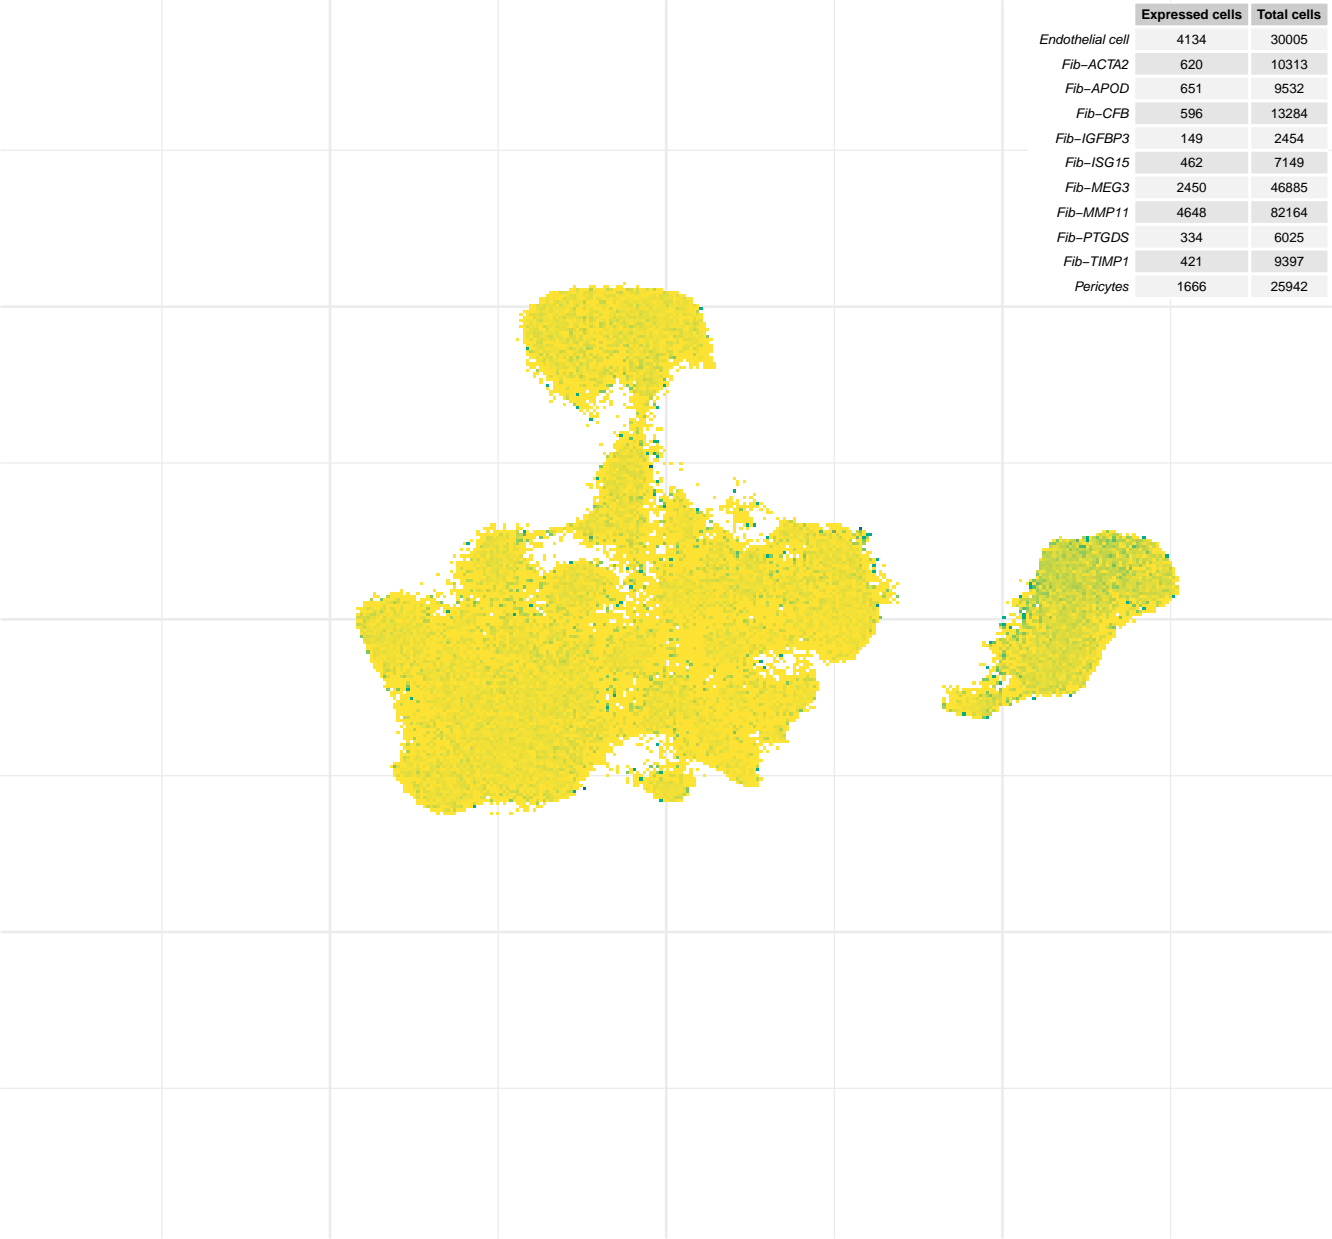 Expressed cells Total cells
Endothelial cell 4134 30005
Fib−ACTA2 620 10313
Fib−APOD 651 9532
Fib−CFB 596 13284
Fib−IGFBP3 149 2454
Fib−ISG15 462 7149
Fib−MEG3 2450 46885
Fib−MMP11 4648 82164
Fib−PTGDS 334 6025
Fib−TIMP1 421 9397
Pericytes 1666 25942